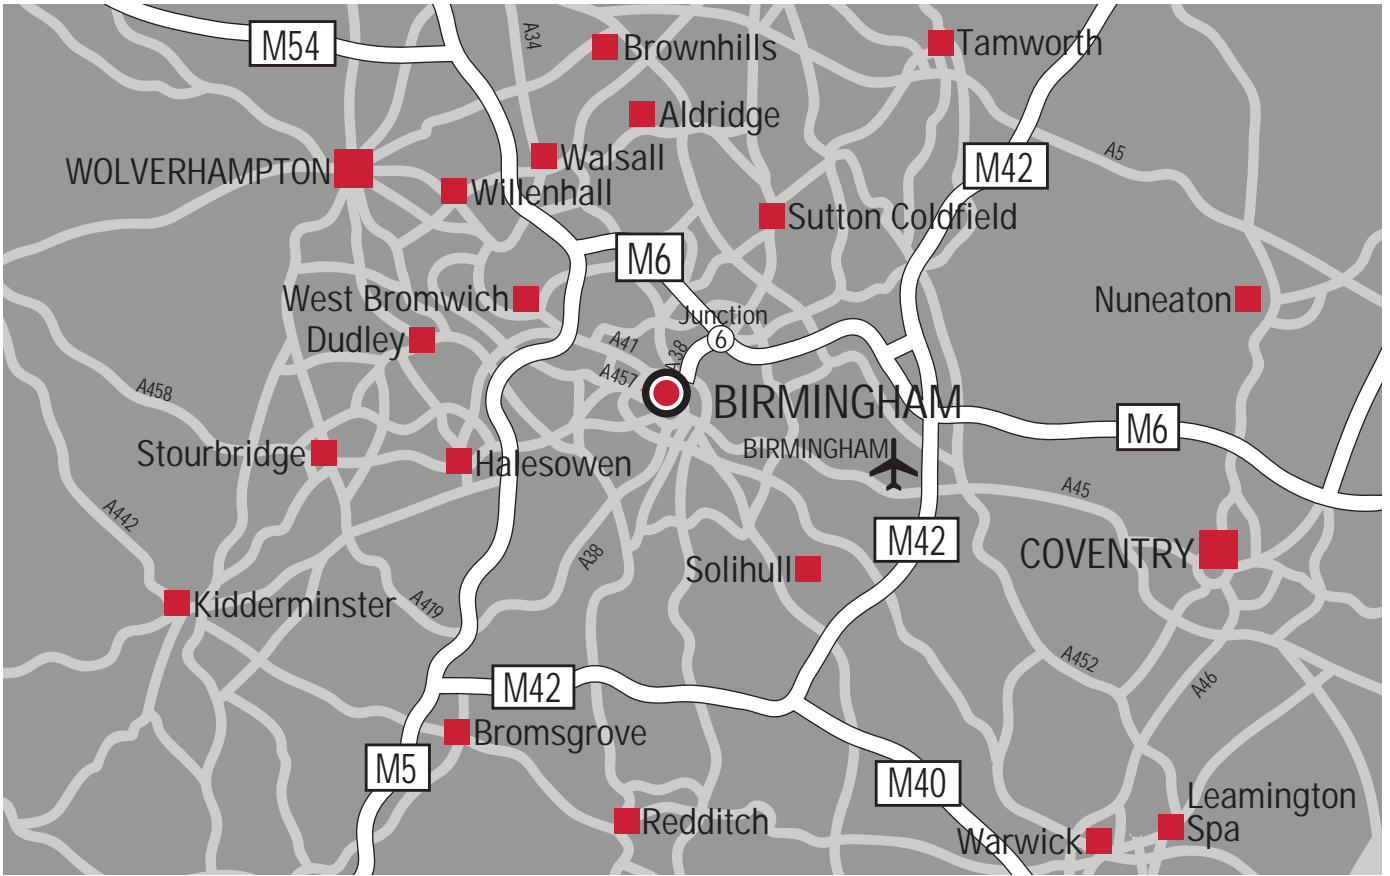 A34
M54
Brownhills
Tamworth
Aldridge
A5
Walsall
M42
WOLVERHAMPTON
Willenhall
Sutton Coldfield
M6
West Bromwich
Nuneaton
Junction
6
Dudley
A41
A38
A457
A458
BIRMINGHAM
M6
Stourbridge
Halesowen
BIRMINGHAM
A45
A442
M42
COVENTRY
A38
Solihull
Kidderminster
A419
A452
M42
A46
Bromsgrove
M5
M40
Leamington
Spa
Redditch
Warwick